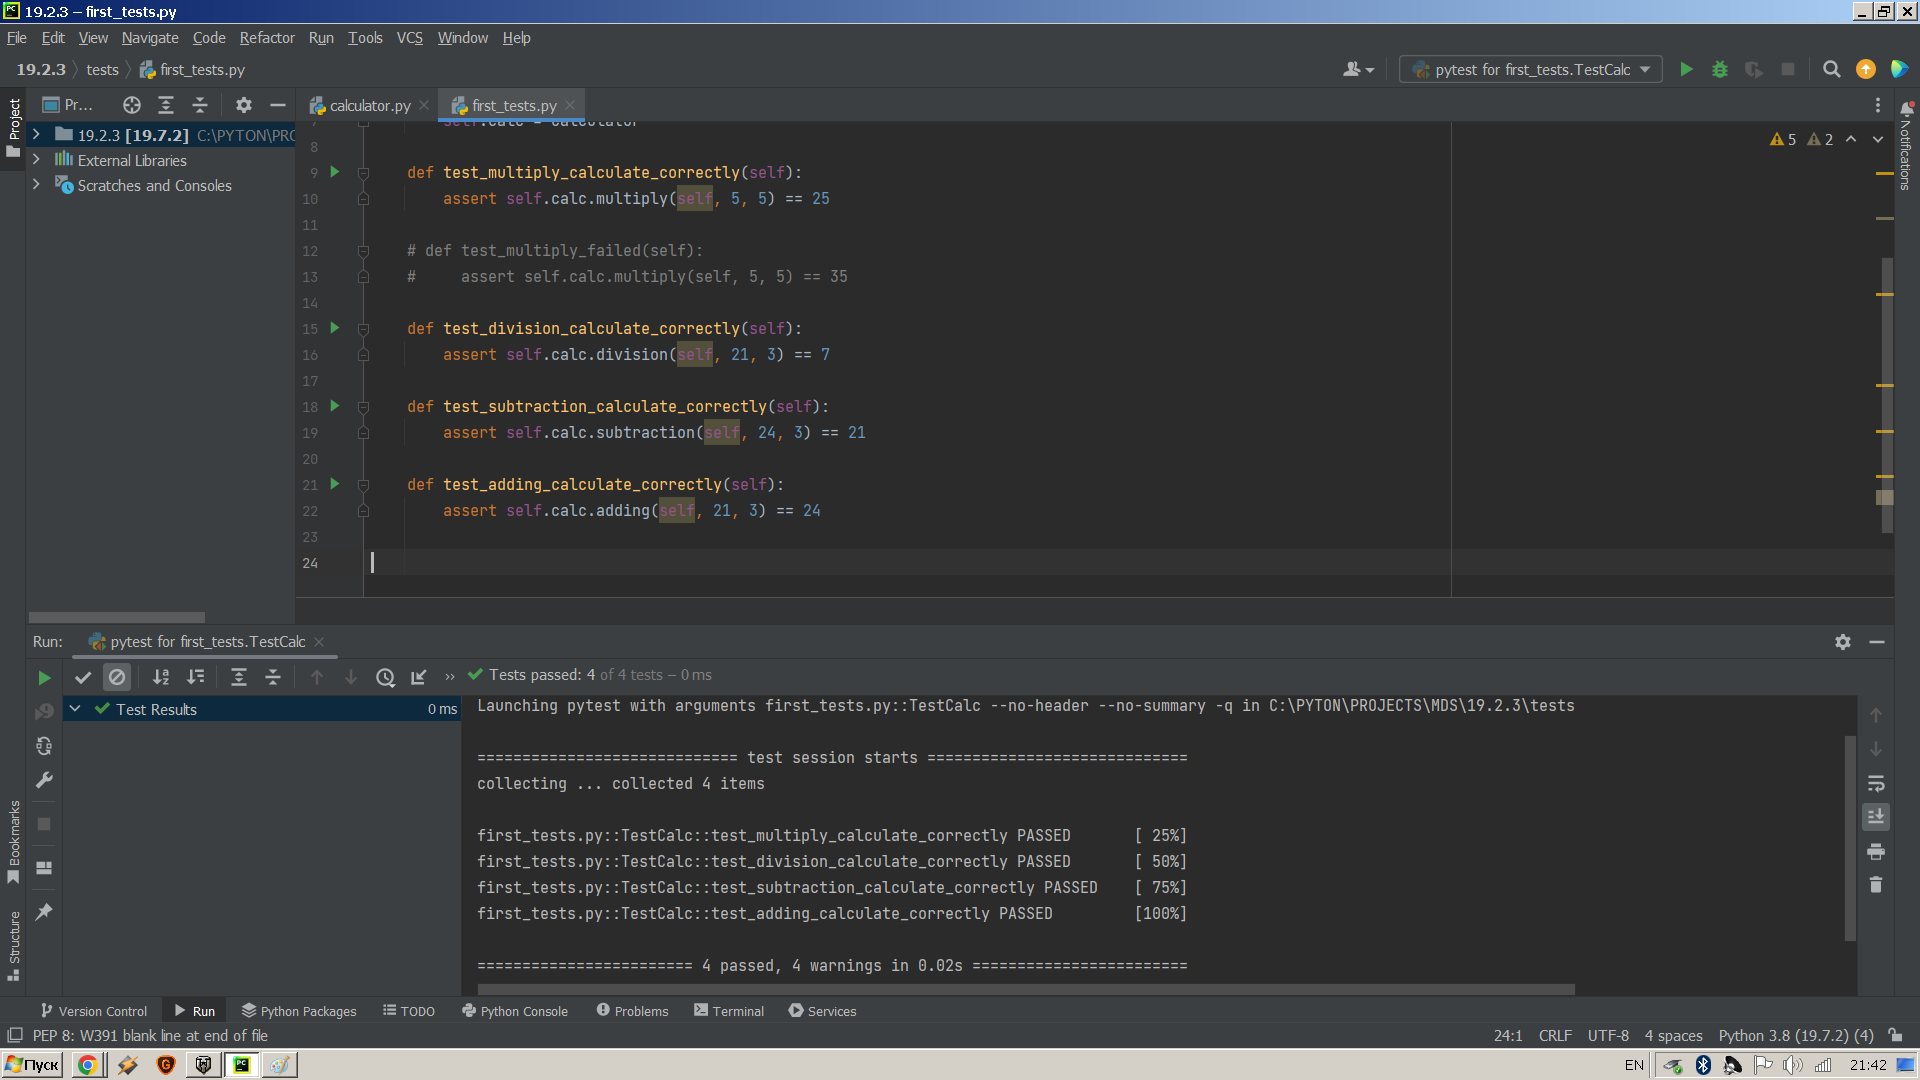 19.2.3 – first_tests.py
File Edit View Navigate Code Refactor Run Tools VCS Window Help
19.2.3 tests first_tests.py
pytest for first_tests.TestCalc
Project
Pr...
calculator.py
first_tests.py
19.2.3 [19.7.2] C:\PYTON\PRO
External Libraries
Scratches and Consoles
5 2
Notifications
7 self.calc = Calculator
8
9 def test_multiply_calculate_correctly(self):
10 assert self.calc.multiply(self, 5, 5) == 25
11
12 # def test_multiply_failed(self):
13 #     assert self.calc.multiply(self, 5, 5) == 35
14
15 def test_division_calculate_correctly(self):
16 assert self.calc.division(self, 21, 3) == 7
17
18 def test_subtraction_calculate_correctly(self):
19 assert self.calc.subtraction(self, 24, 3) == 21
20
21 def test_adding_calculate_correctly(self):
22 assert self.calc.adding(self, 21, 3) == 24
23
24
Run: pytest for first_tests.TestCalc
Tests passed: 4 of 4 tests – 0 ms
Test Results 0 ms
Launching pytest with arguments first_tests.py::TestCalc --no-header --no-summary -q in C:\PYTON\PROJECTS\MDS\19.2.3\tests
============================= test session starts =============================
collecting ... collected 4 items
first_tests.py::TestCalc::test_multiply_calculate_correctly PASSED       [ 25%]
first_tests.py::TestCalc::test_division_calculate_correctly PASSED       [ 50%]
first_tests.py::TestCalc::test_subtraction_calculate_correctly PASSED    [ 75%]
first_tests.py::TestCalc::test_adding_calculate_correctly PASSED         [100%]
======================== 4 passed, 4 warnings in 0.02s ========================
Bookmarks
Structure
Version Control Run Python Packages TODO Python Console Problems Terminal Services
PEP 8: W391 blank line at end of file
24:1 CRLF UTF-8 4 spaces Python 3.8 (19.7.2) (4)
Пуск
EN
21:42